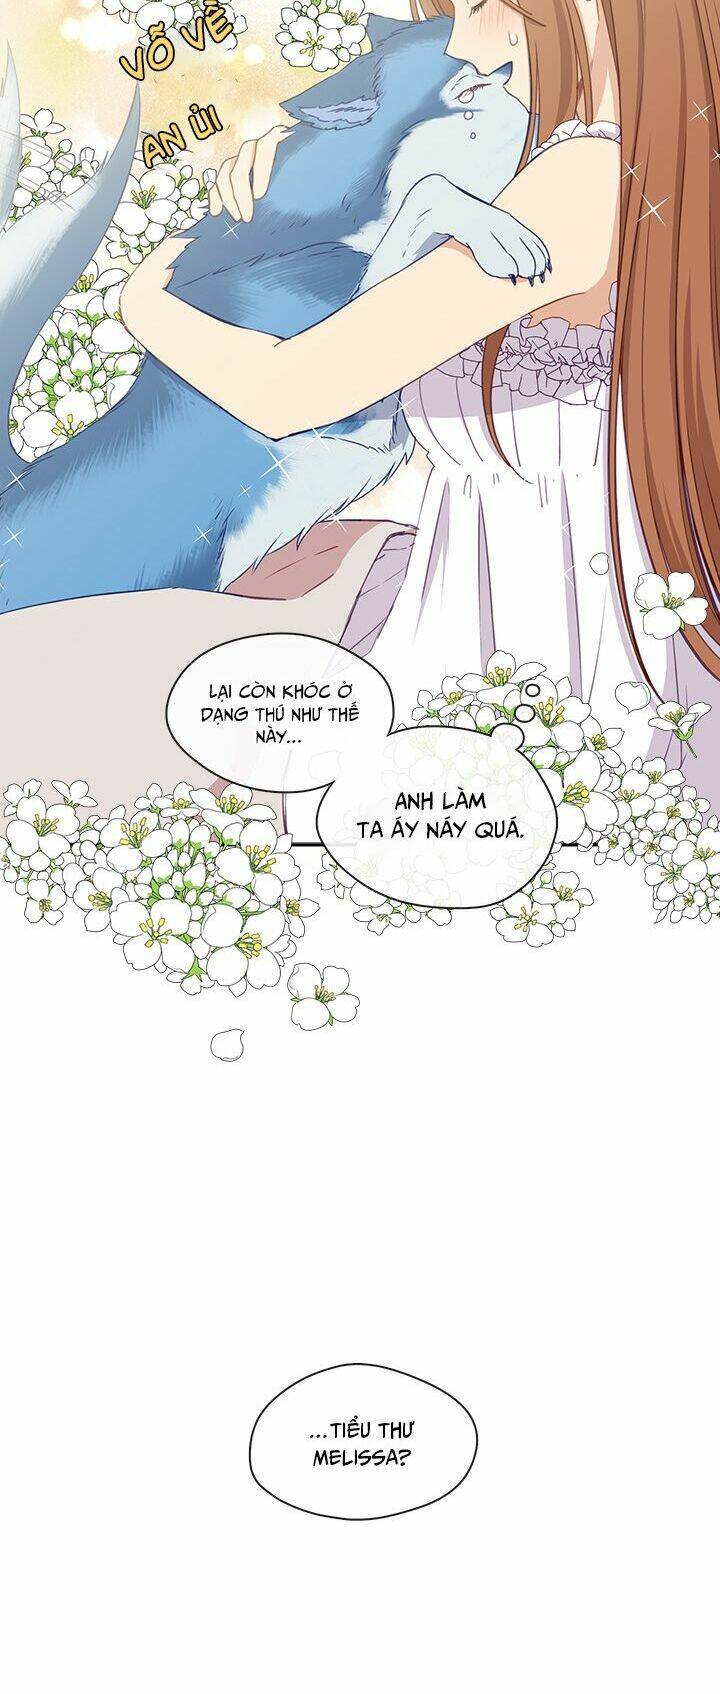 VỖ VỀ
AN ỦI
LẠI CÒN KHÓC Ở
DẠNG THÚ NHƯ THẾ
NÀY...
ANH LÀM
TA ÁY NÁY QUÁ.
...TIỂU THƯ
MELISSA?